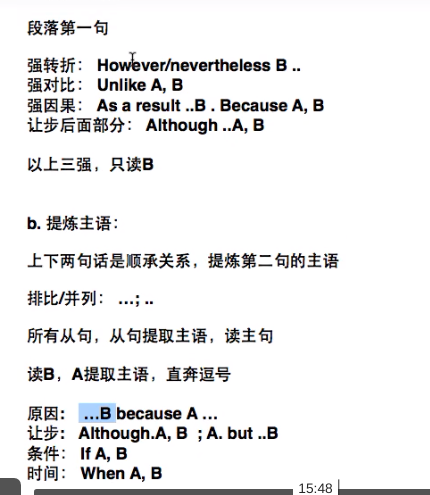 段落第一句
强转折： However/nevertheless B ..
强对比： Unlike A, B
强因果： As a result ..B . Because A, B
让步后面部分： Although ..A, B
以上三强，只读B
b. 提炼主语：
上下两句话是顺承关系，提炼第二句的主语
排比/并列： ...; ..
所有从句，从句提取主语，读主句
读B，A提取主语，直奔逗号
原因： ...B because A ...
让步： Although.A, B ; A. but ..B
条件： If A, B
时间： When A, B
15:48